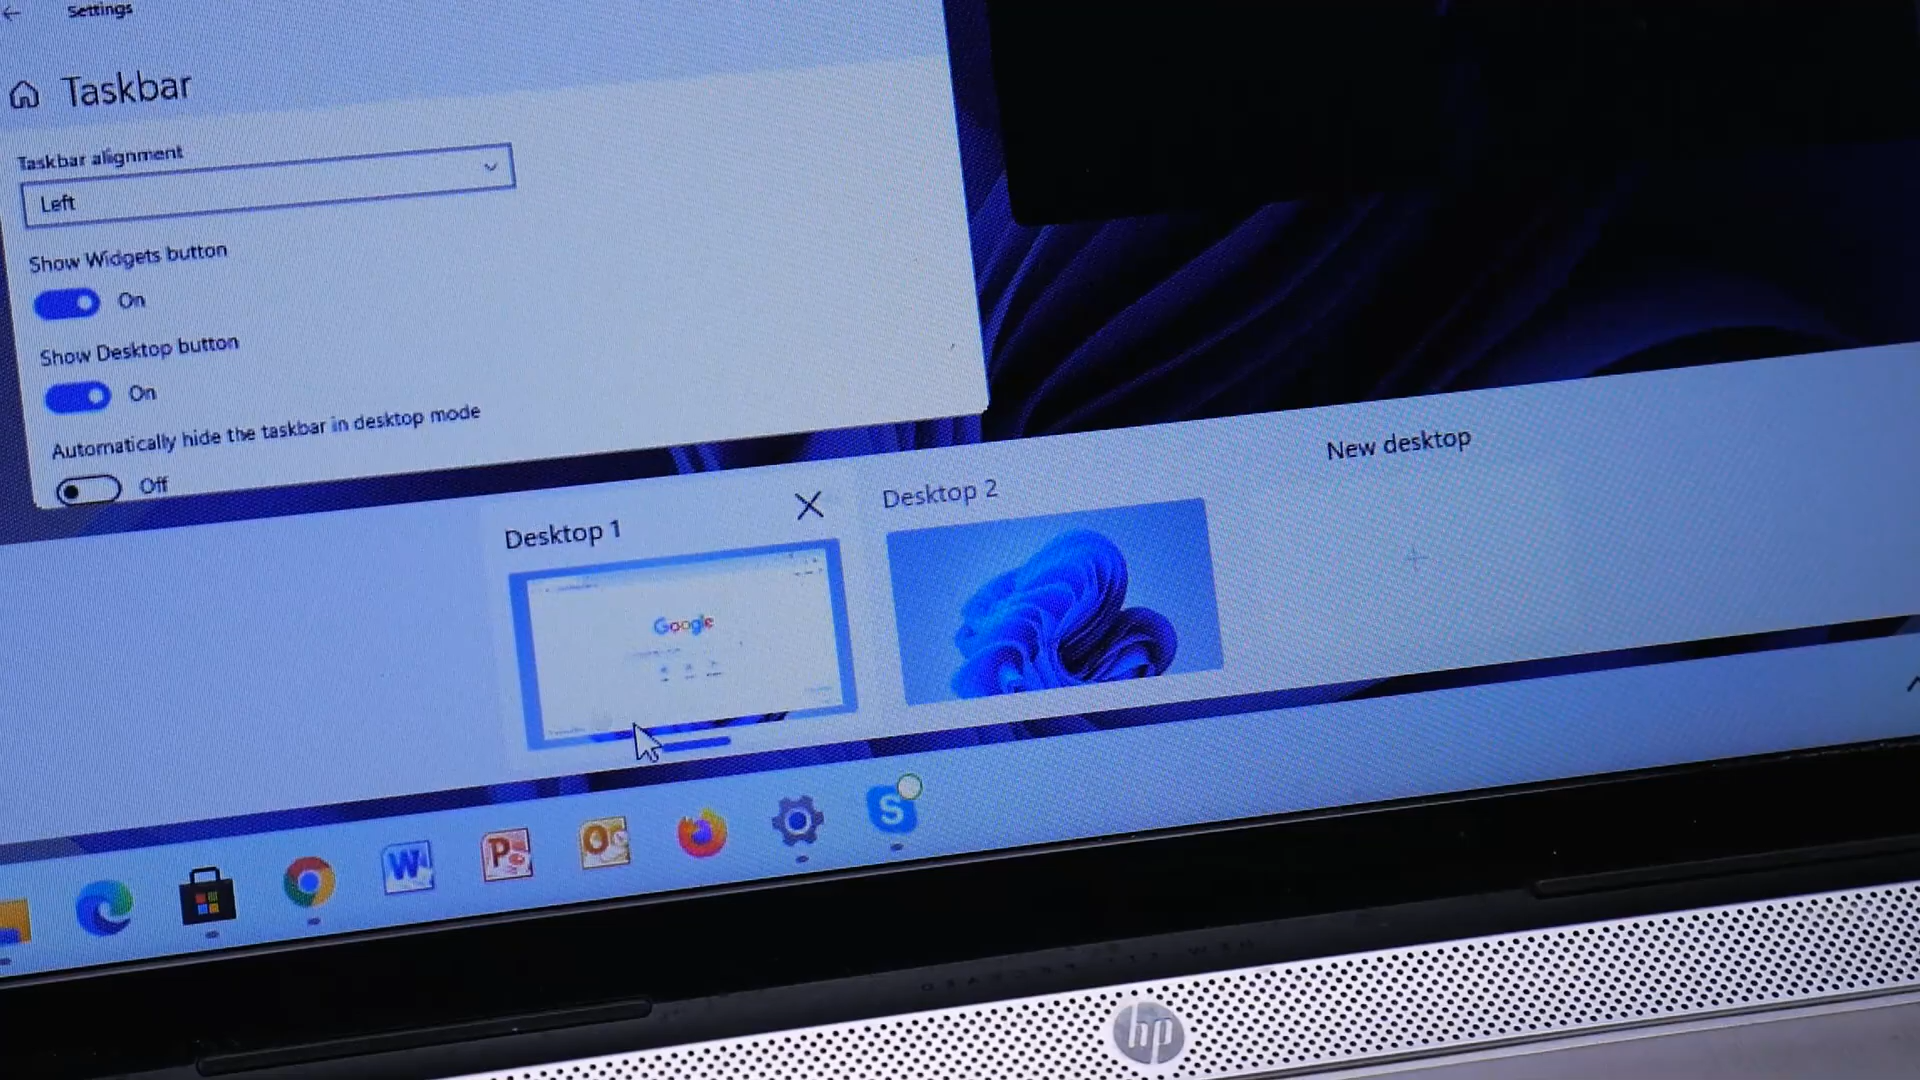 Settings
Taskbar
Taskbar alignment
Left
Show Widgets button
On
Show Desktop button
On
Automatically hide the taskbar in desktop mode
Off
Desktop 1
Desktop 2
New desktop
Google
W
P
O
S
hp